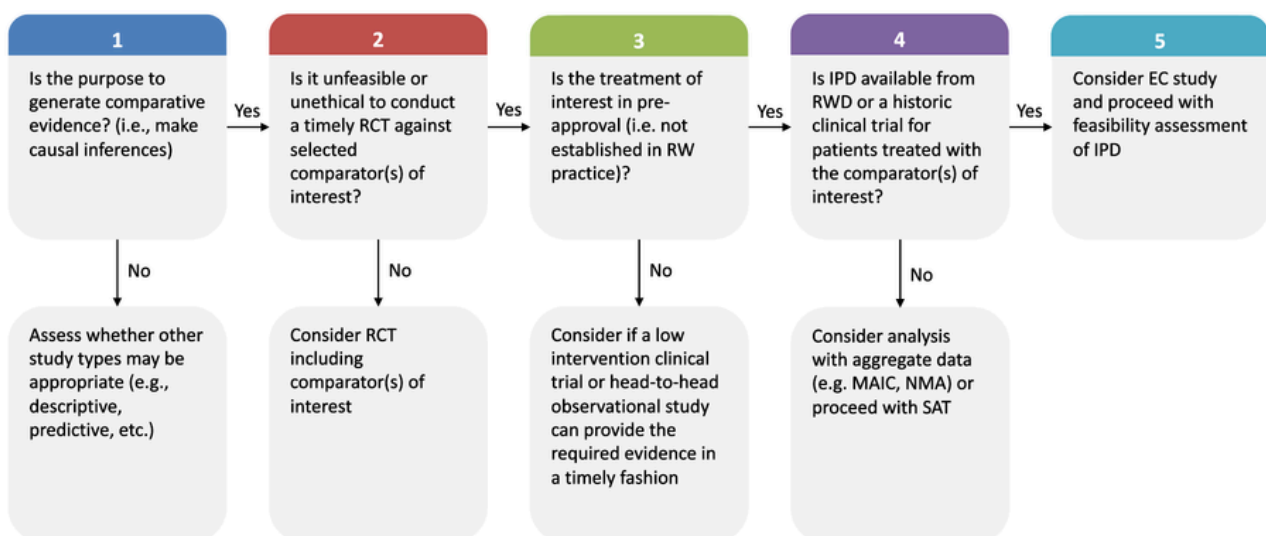 1
Is the purpose to
generate comparative
evidence? (i.e., make
causal inferences)
Yes
2
Is it unfeasible or
unethical to conduct
a timely RCT against
selected
comparator(s) of
interest?
Yes
3
Is the treatment of
interest in pre-
approval (i.e. not
established in RW
practice)?
Yes
4
Is IPD available from
RWD or a historic
clinical trial for
patients treated with
the comparator(s) of
interest?
Yes
5
Consider EC study
and proceed with
feasibility assessment
of IPD
No
Assess whether other
study types may be
appropriate (e.g.,
descriptive,
predictive, etc.)
No
Consider RCT
including
comparator(s) of
interest
No
Consider if a low
intervention clinical
trial or head-to-head
observational study
can provide the
required evidence in
a timely fashion
No
Consider analysis
with aggregate data
(e.g. MAIC, NMA) or
proceed with SAT